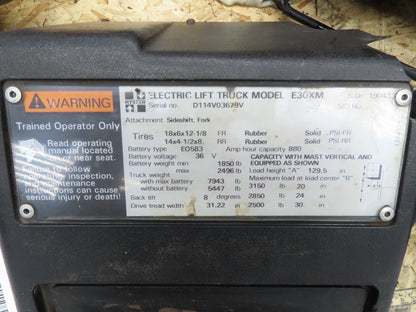 WARNING
Trained Operator Only
Read operating
manual located
on or near seat.
Failure to follow
operating, inspection,
and maintenance
instructions can cause
serious injury or death!
HYSTER
ELECTRIC LIFT TRUCK MODEL E30XM
Serial no. D114V03679V
Attachment Sideshift, Fork
Tires 18x6x12-1/8 FR Rubber Solid PSI-FR
14x4-1/2x8 RR Rubber Solid PSI-RR
Battery type EO583 Amp hour capacity 880
Battery voltage 36 V
Battery weight min 1850 lb
max 2496 lb
Truck weight
with max battery 7943 lb
without battery 5447 lb
Back tilt 8 degrees
Drive tread width 31.22 in
CAPACITY WITH MAST VERTICAL AND
EQUIPPED AS SHOWN
Load height "A" 129.5 in
Maximum load at load center "B"
3150 lb 20 in
2850 lb 24 in
2500 lb 30 in